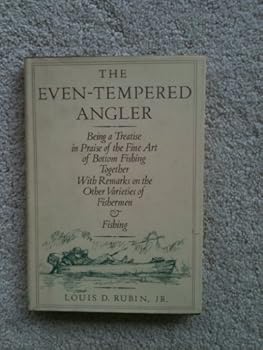 THE
EVEN-TEMPERED
ANGLER
Being a Treatise
in Praise of the Fine Art
of Bottom Fishing
Together
With Remarks on the
Other Varieties of
Fishermen
&
Fishing
LOUIS D. RUBIN, JR.